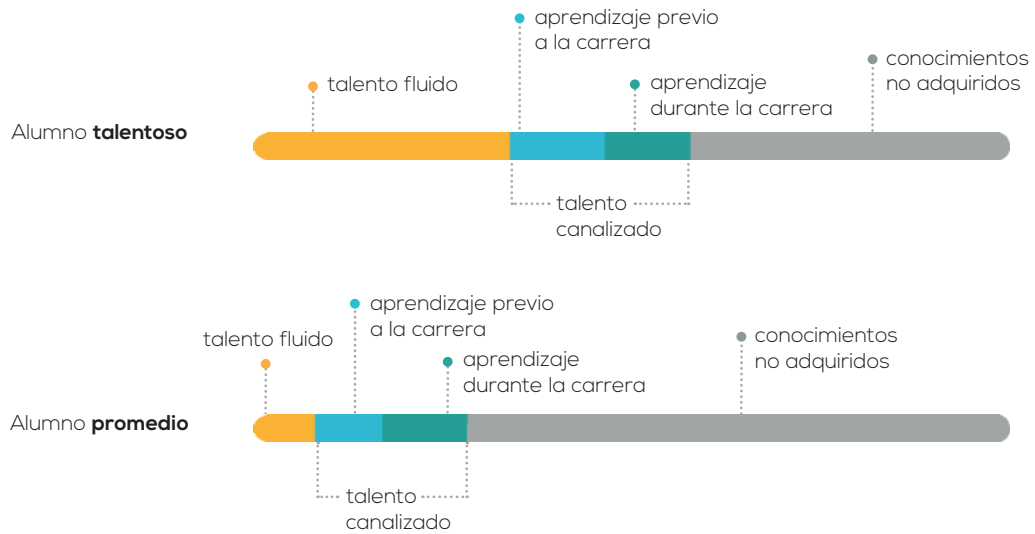 aprendizaje previo
a la carrera
conocimientos
no adquiridos
talento fluido
aprendizaje
durante la carrera
Alumno talentoso
talento
canalizado
aprendizaje previo
a la carrera
talento fluido
conocimientos
no adquiridos
aprendizaje
durante la carrera
Alumno promedio
talento
canalizado